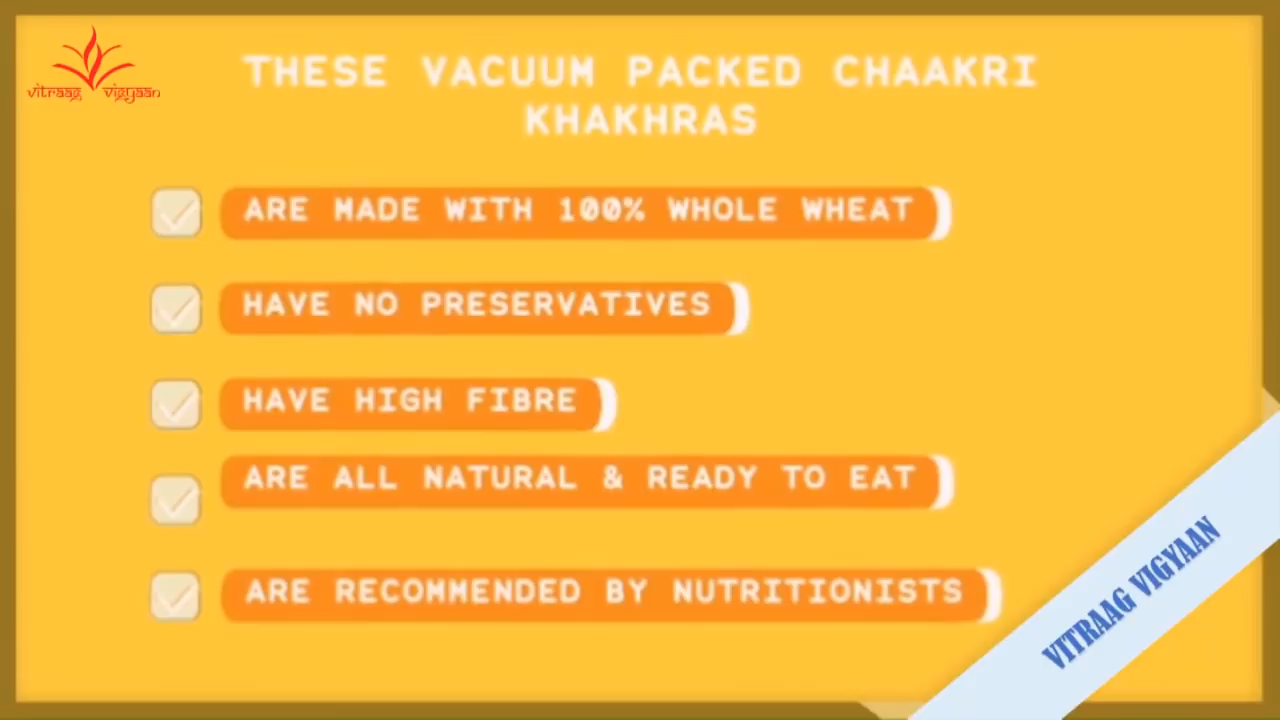 vitraag vigyaan
THESE VACUUM PACKED CHAAKRI
KHAKHRAS
ARE MADE WITH 100% WHOLE WHEAT
HAVE NO PRESERVATIVES
HAVE HIGH FIBRE
ARE ALL NATURAL & READY TO EAT
ARE RECOMMENDED BY NUTRITIONISTS
VITRAAG VIGYAAN